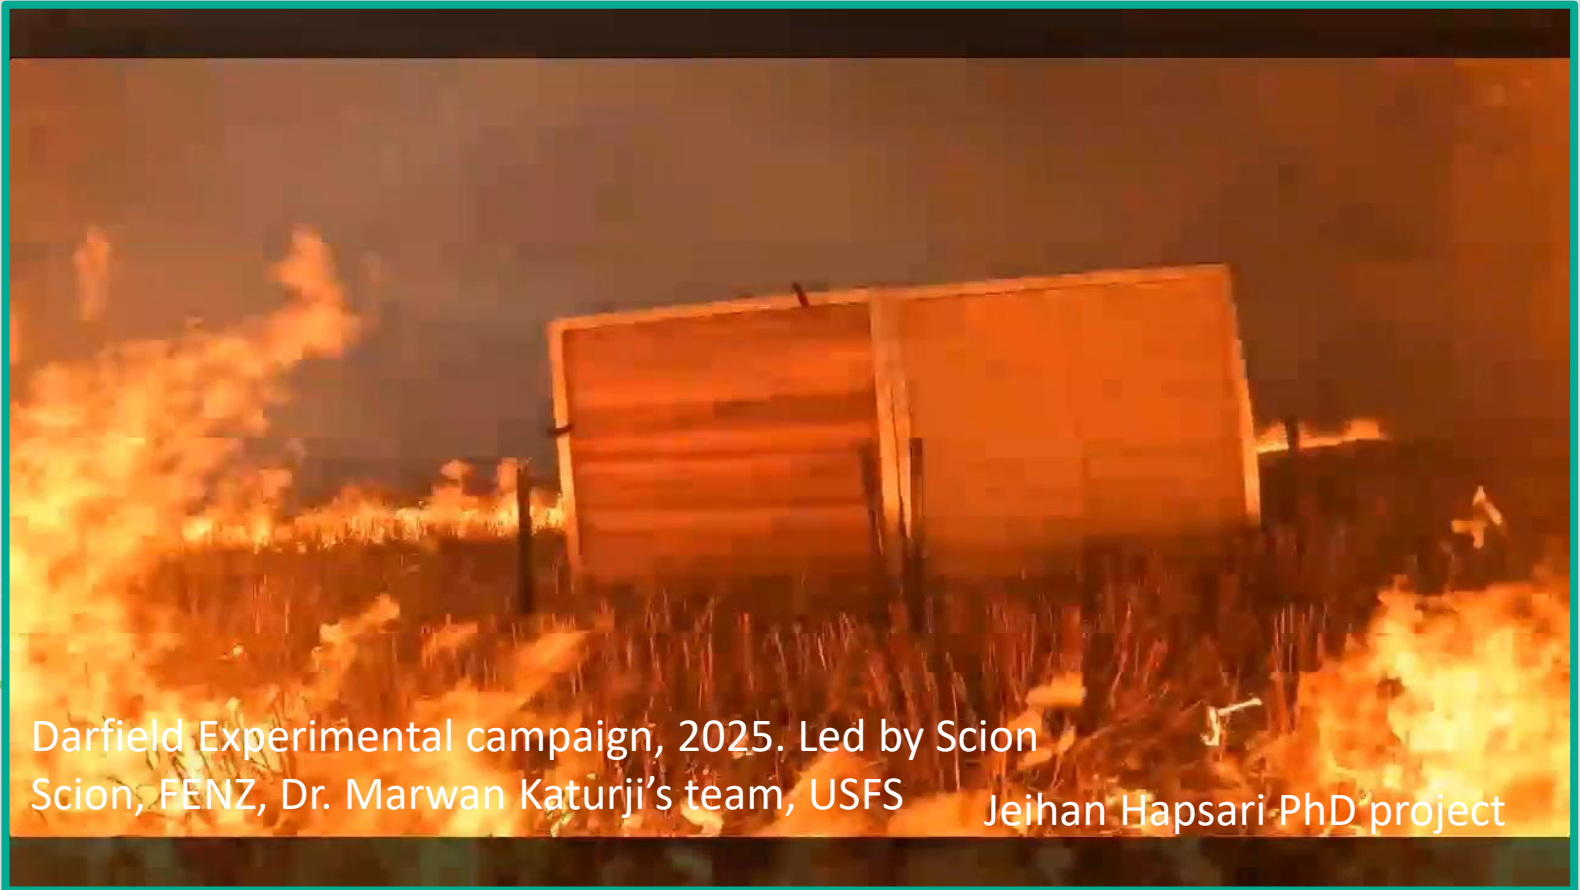 Darfield Experimental campaign, 2025. Led by Scion
Scion, FENZ, Dr. Marwan Katurji’s team, USFS
Jeihan Hapsari PhD project